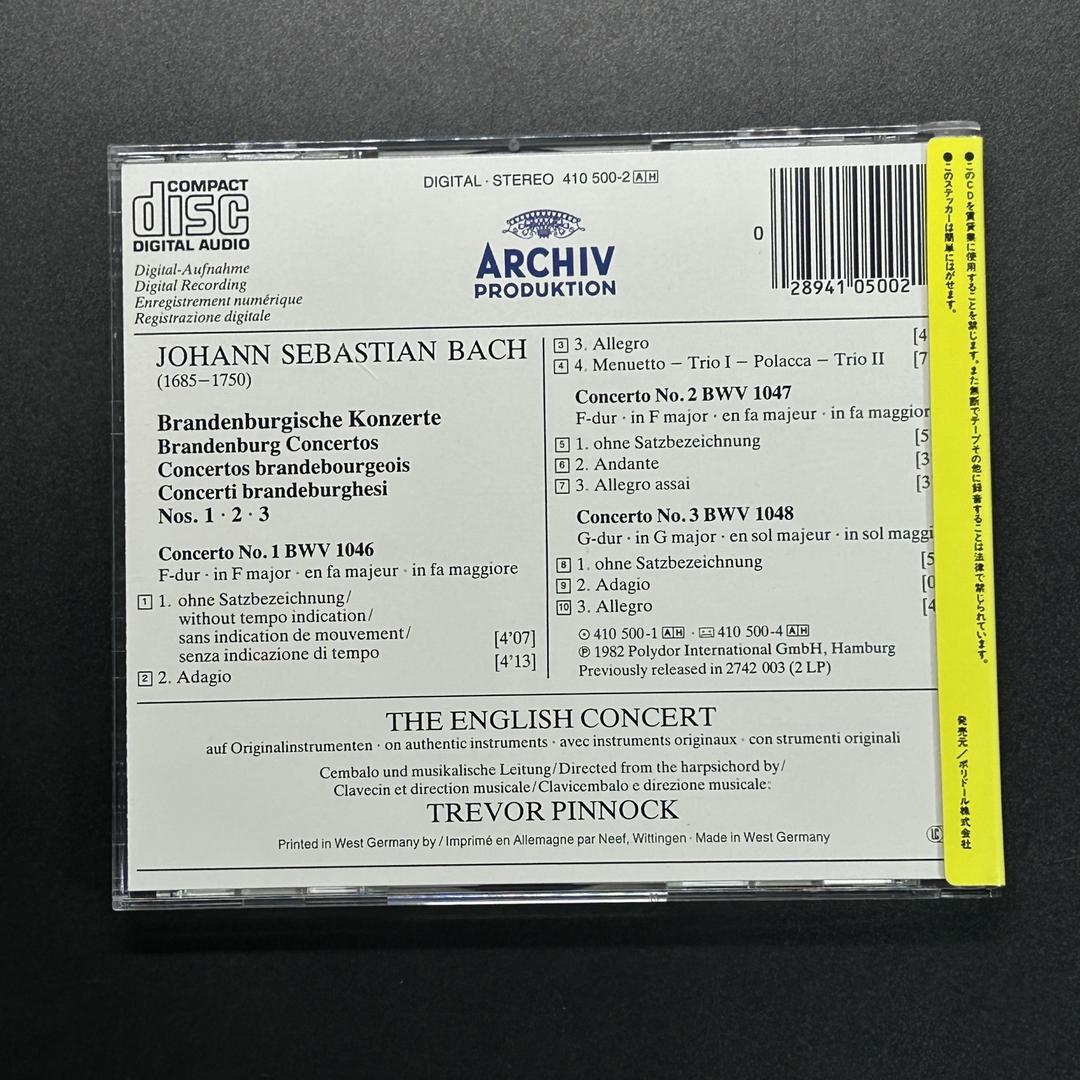 COMPACT
disc
DIGITAL AUDIO
DIGITAL · STEREO 410 500-2 AH
ARCHIV
PRODUKTION
0
28941 05002
Digital-Aufnahme
Digital Recording
Enregistrement numérique
Registrazione digitale
JOHANN SEBASTIAN BACH
(1685–1750)
Brandenburgische Konzerte
Brandenburg Concertos
Concertos brandebourgeois
Concerti brandeburghesi
Nos. 1 · 2 · 3
Concerto No. 1 BWV 1046
F-dur · in F major · en fa majeur · in fa maggiore
1 1. ohne Satzbezeichnung/
without tempo indication/
sans indication de mouvement/
senza indicazione di tempo [4'07]
2 2. Adagio [4'13]
3 3. Allegro [4
4 4. Menuetto – Trio I – Polacca – Trio II [7
Concerto No. 2 BWV 1047
F-dur · in F major · en fa majeur · in fa maggior
5 1. ohne Satzbezeichnung [5
6 2. Andante [3
7 3. Allegro assai [3
Concerto No. 3 BWV 1048
G-dur · in G major · en sol majeur · in sol maggi
8 1. ohne Satzbezeichnung [5
9 2. Adagio [0
10 3. Allegro [4
410 500-1 AH · 410 500-4 AH
℗ 1982 Polydor International GmbH, Hamburg
Previously released in 2742 003 (2 LP)
THE ENGLISH CONCERT
auf Originalinstrumenten · on authentic instruments · avec instruments originaux · con strumenti originali
Cembalo und musikalische Leitung/Directed from the harpsichord by/
Clavecin et direction musicale/Clavicembalo e direzione musicale:
TREVOR PINNOCK
Printed in West Germany by / Imprimé en Allemagne par Neef, Wittingen · Made in West Germany
LC
●このCDを賃貸業に使用することを禁じます。また無断でテープその他に録音することは法律で禁じられています。
●このステッカーは簡単にはがせます。
発売元/ポリドール株式会社